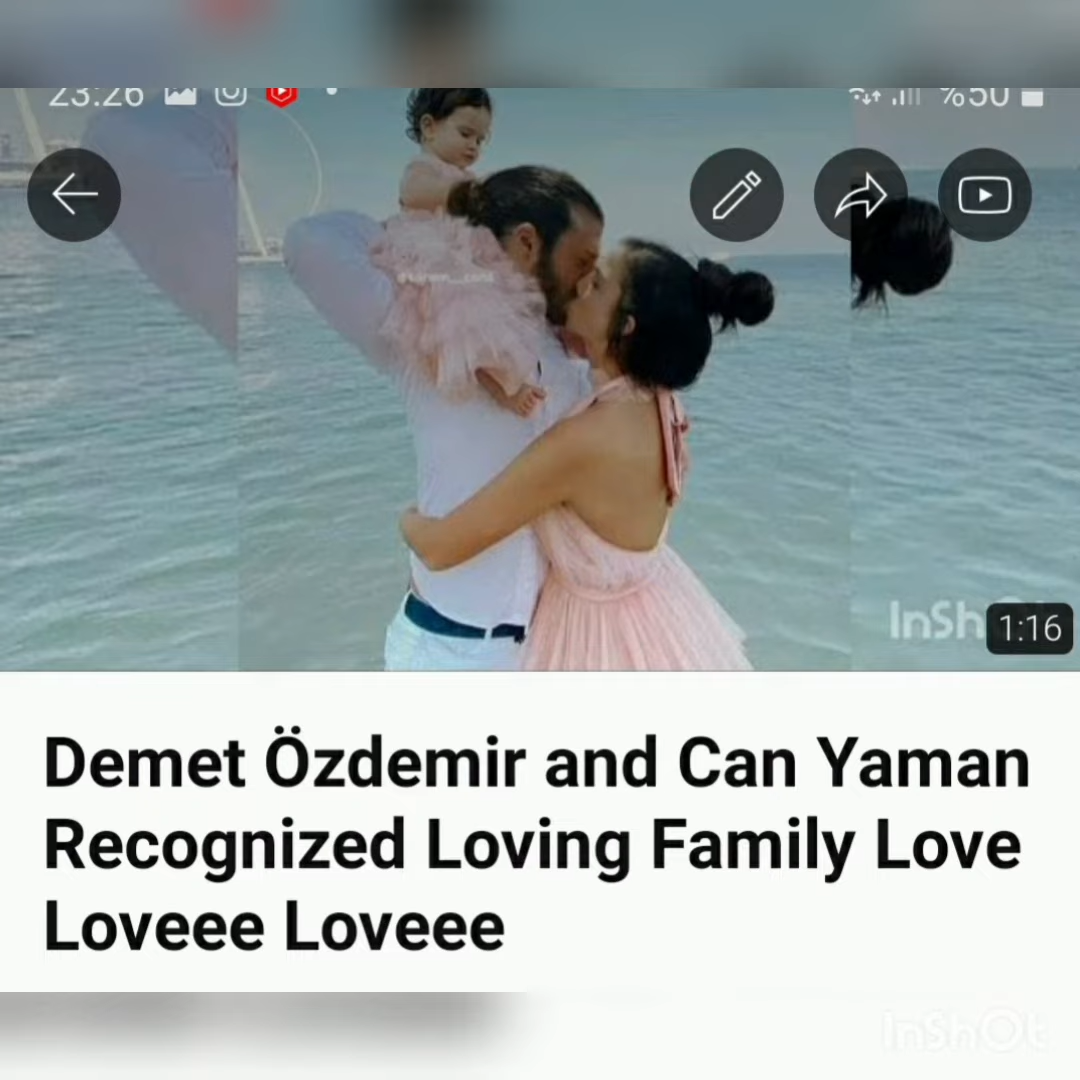 23:26 %50
InSh 1:16
Demet Özdemir and Can Yaman
Recognized Loving Family Love
Loveee Loveee
InShOt